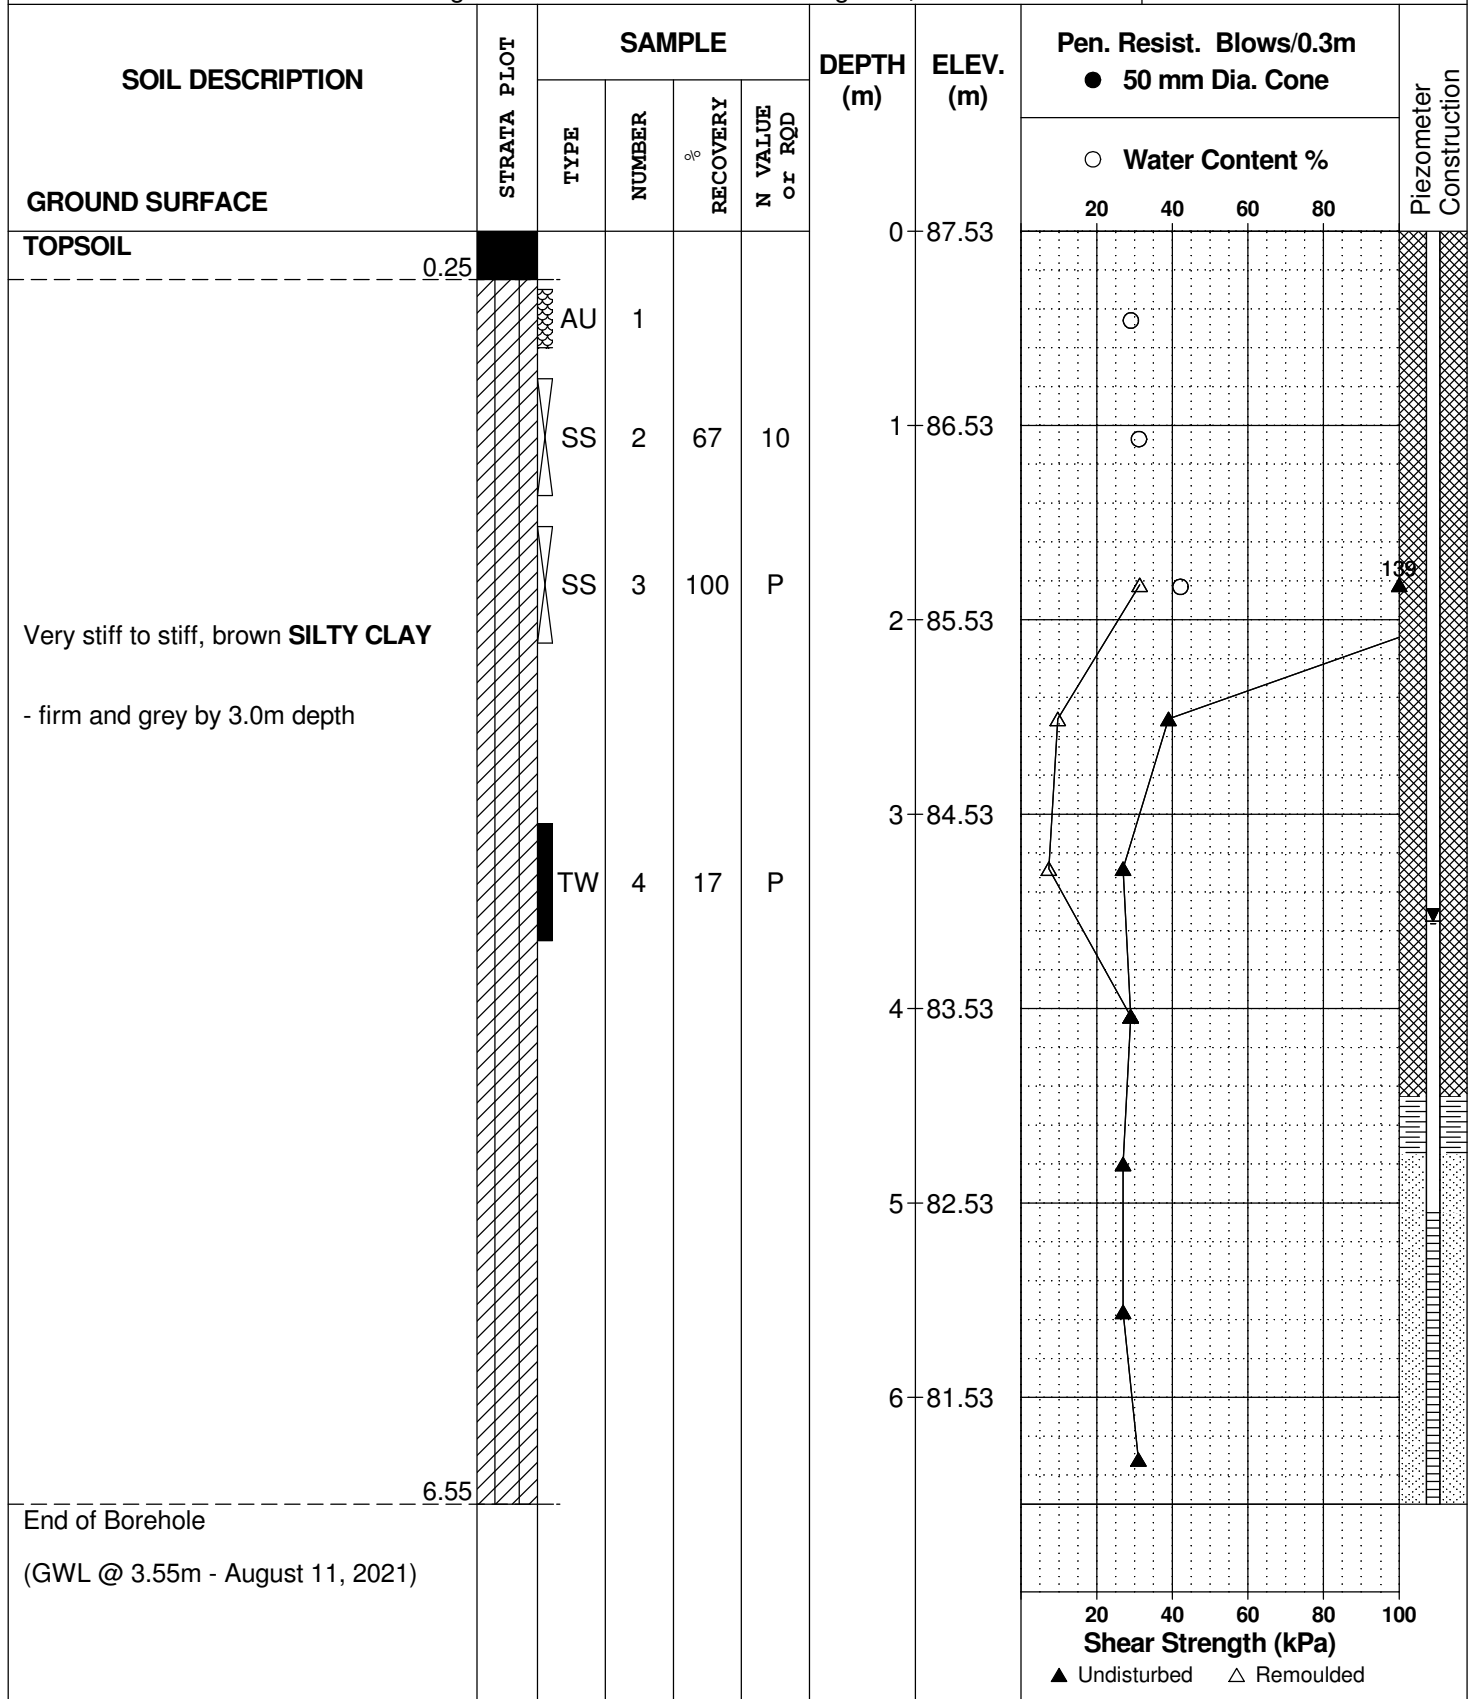 SOIL DESCRIPTION
GROUND SURFACE
STRATA PLOT
SAMPLE
TYPE
NUMBER
% RECOVERY
N VALUE or RQD
DEPTH (m)
ELEV. (m)
Pen. Resist. Blows/0.3m
● 50 mm Dia. Cone
○ Water Content %
20 40 60 80
Piezometer
Construction
TOPSOIL
0.25
0 87.53
AU 1
SS 2 67 10
1 86.53
SS 3 100 P
139
2 85.53
Very stiff to stiff, brown SILTY CLAY
- firm and grey by 3.0m depth
3 84.53
TW 4 17 P
4 83.53
5 82.53
6 81.53
6.55
End of Borehole
(GWL @ 3.55m - August 11, 2021)
20 40 60 80 100
Shear Strength (kPa)
▲ Undisturbed △ Remoulded